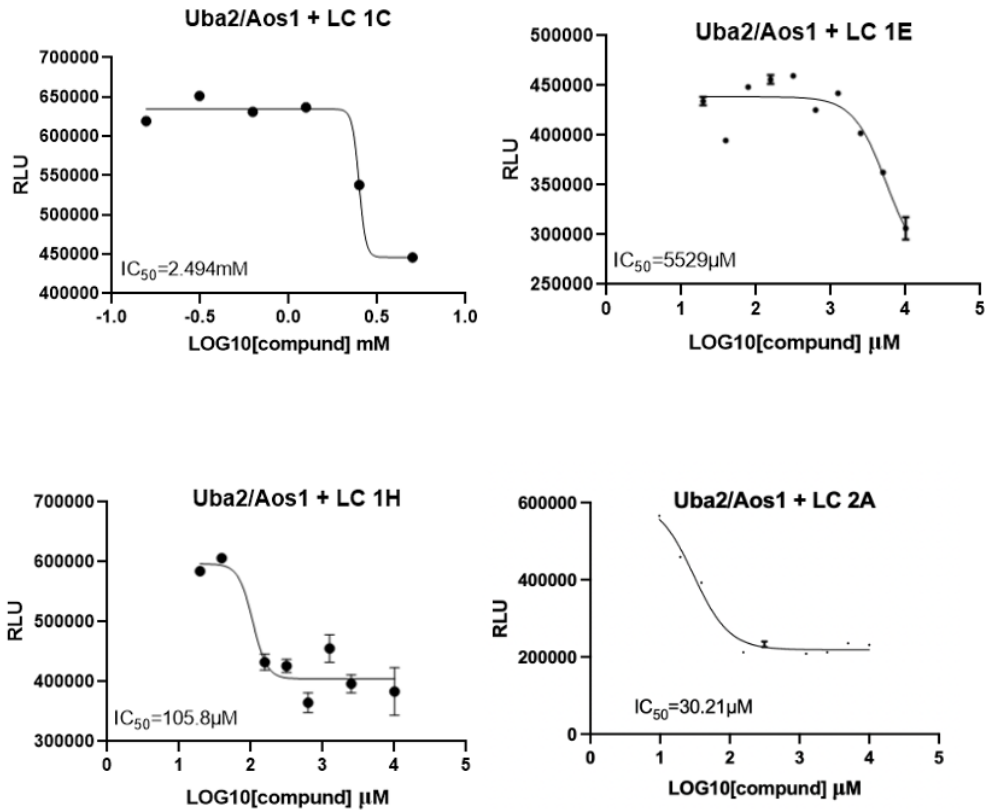 Uba2/Aos1 + LC 1C
700000
650000
600000
550000
500000
450000
400000
RLU
IC50=2.494mM
-1.0
-0.5
0.0
0.5
1.0
LOG10[compund] mM
Uba2/Aos1 + LC 1E
500000
450000
400000
350000
300000
250000
RLU
IC50=5529µM
0
1
2
3
4
5
LOG10[compund] µM
Uba2/Aos1 + LC 1H
700000
600000
500000
400000
300000
RLU
IC50=105.8µM
0
1
2
3
4
5
LOG10[compund] µM
Uba2/Aos1 + LC 2A
600000
400000
200000
0
RLU
IC50=30.21µM
0
1
2
3
4
5
LOG10[compund] µM